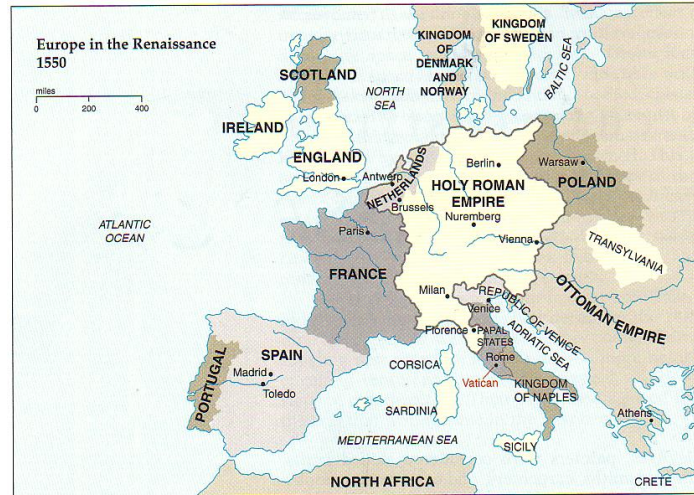 Europe in the Renaissance
1550
miles
0 200 400
KINGDOM
OF SWEDEN
KINGDOM
OF
DENMARK
AND
NORWAY
BALTIC SEA
SCOTLAND
NORTH
SEA
IRELAND
ENGLAND
London
Antwerp
NETHERLANDS
Brussels
Berlin
HOLY ROMAN
EMPIRE
Nuremberg
Warsaw
POLAND
ATLANTIC
OCEAN
Paris
FRANCE
Vienna
TRANSYLVANIA
Milan
REPUBLIC OF VENICE
Venice
OTTOMAN EMPIRE
Florence
PAPAL
STATES
ADRIATIC SEA
PORTUGAL
SPAIN
Madrid
Toledo
CORSICA
Rome
Vatican
KINGDOM
OF NAPLES
SARDINIA
MEDITERRANEAN SEA
SICILY
Athens
NORTH AFRICA
CRETE